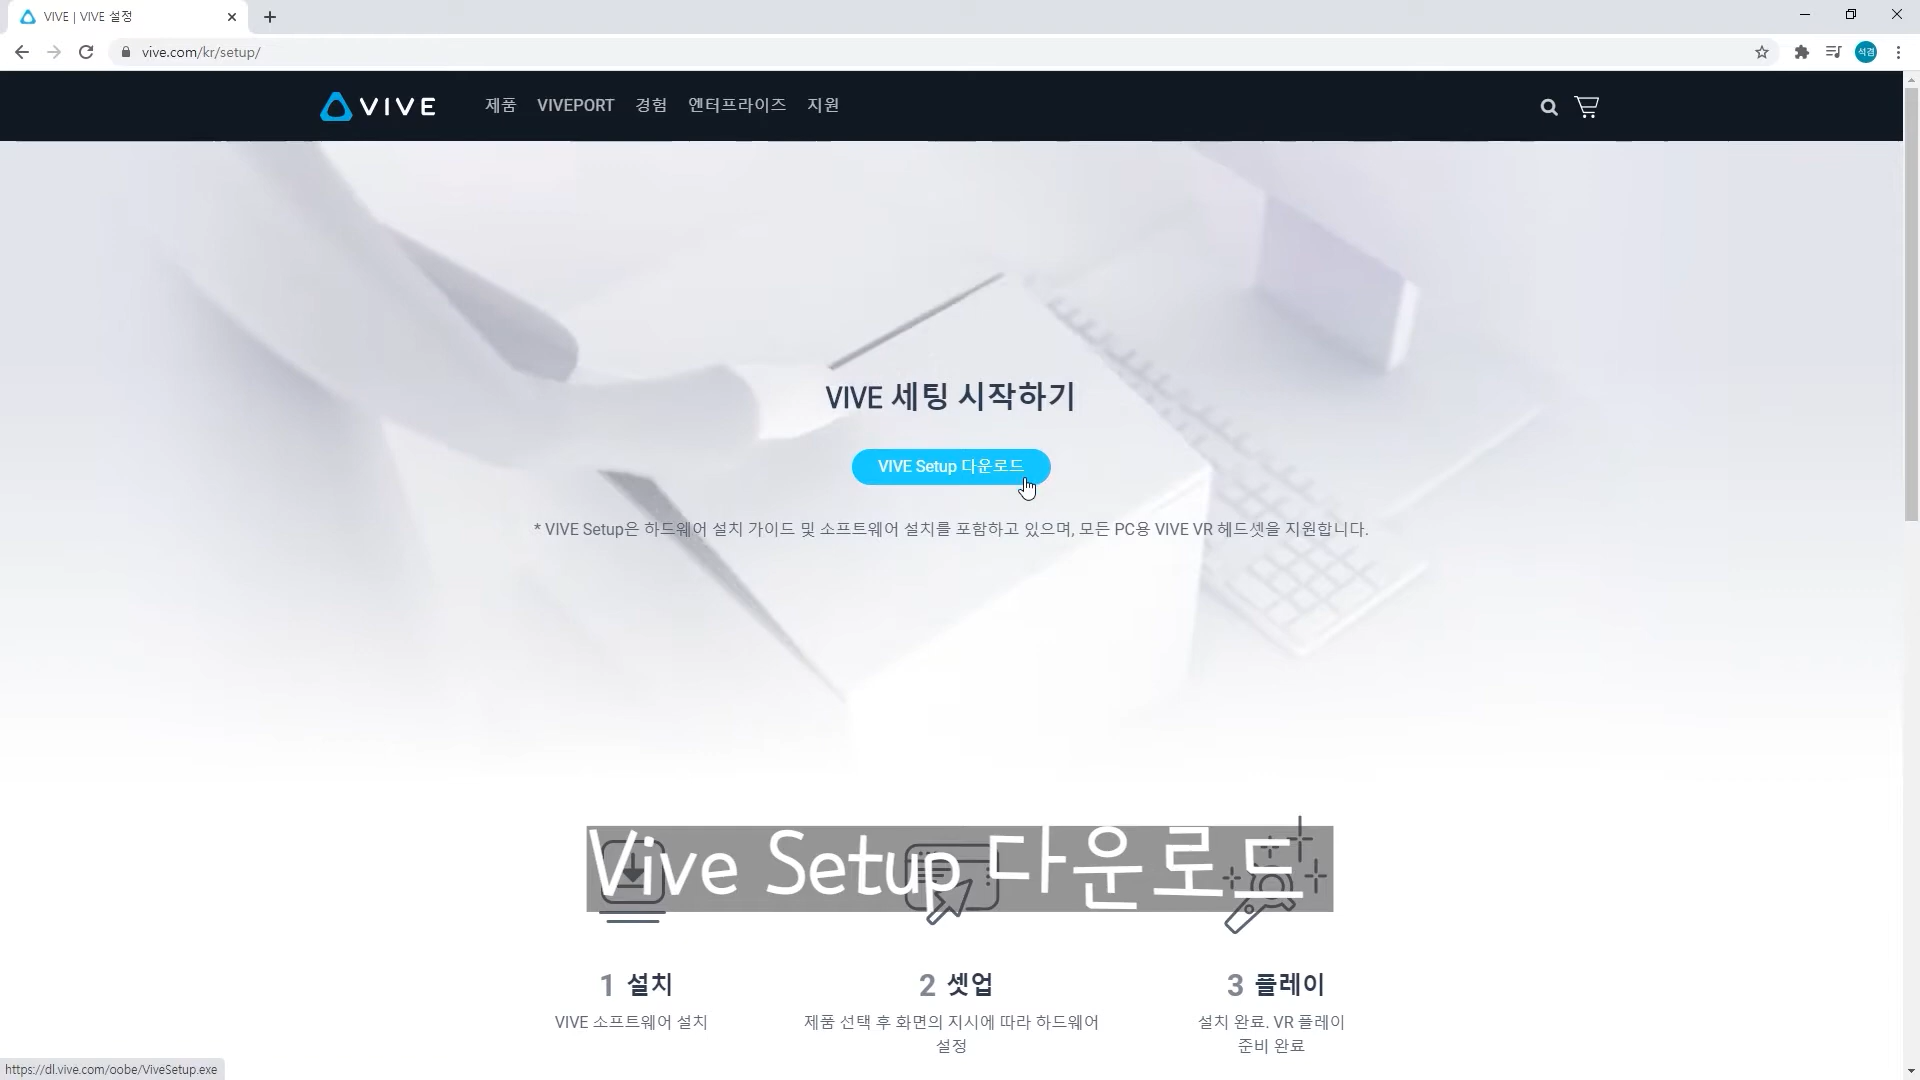 VIVE | VIVE 설정
vive.com/kr/setup/
석겸
VIVE 제품 VIVEPORT 경험 엔터프라이즈 지원
VIVE 세팅 시작하기
VIVE Setup 다운로드
* VIVE Setup은 하드웨어 설치 가이드 및 소프트웨어 설치를 포함하고 있으며, 모든 PC용 VIVE VR 헤드셋을 지원합니다.
Vive Setup 다운로드
1 설치
VIVE 소프트웨어 설치
2 셋업
제품 선택 후 화면의 지시에 따라 하드웨어
설정
3 플레이
설치 완료. VR 플레이
준비 완료
https://dl.vive.com/oobe/ViveSetup.exe